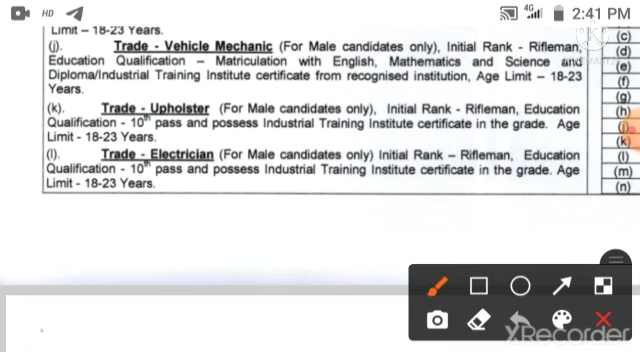 HD 4G 2:41 PM
Limit – 18-23 Years.
(j). Trade - Vehicle Mechanic (For Male candidates only), Initial Rank - Rifleman,
Education Qualification – Matriculation with English, Mathematics and Science and
Diploma/Industrial Training Institute certificate from recognised institution, Age Limit – 18-23
Years.
(k). Trade - Upholster (For Male candidates only), Initial Rank - Rifleman, Education
Qualification - 10th pass and possess Industrial Training Institute certificate in the grade. Age
Limit - 18-23 Years.
(l). Trade - Electrician (For Male candidates only) Initial Rank – Rifleman, Education
Qualification - 10th pass and possess Industrial Training Institute certificate in the grade. Age
Limit - 18-23 Years.
(c)
(d)
(e)
(f)
(g)
(h)
(j)
(k)
(l)
(m)
(n)
XRecorder